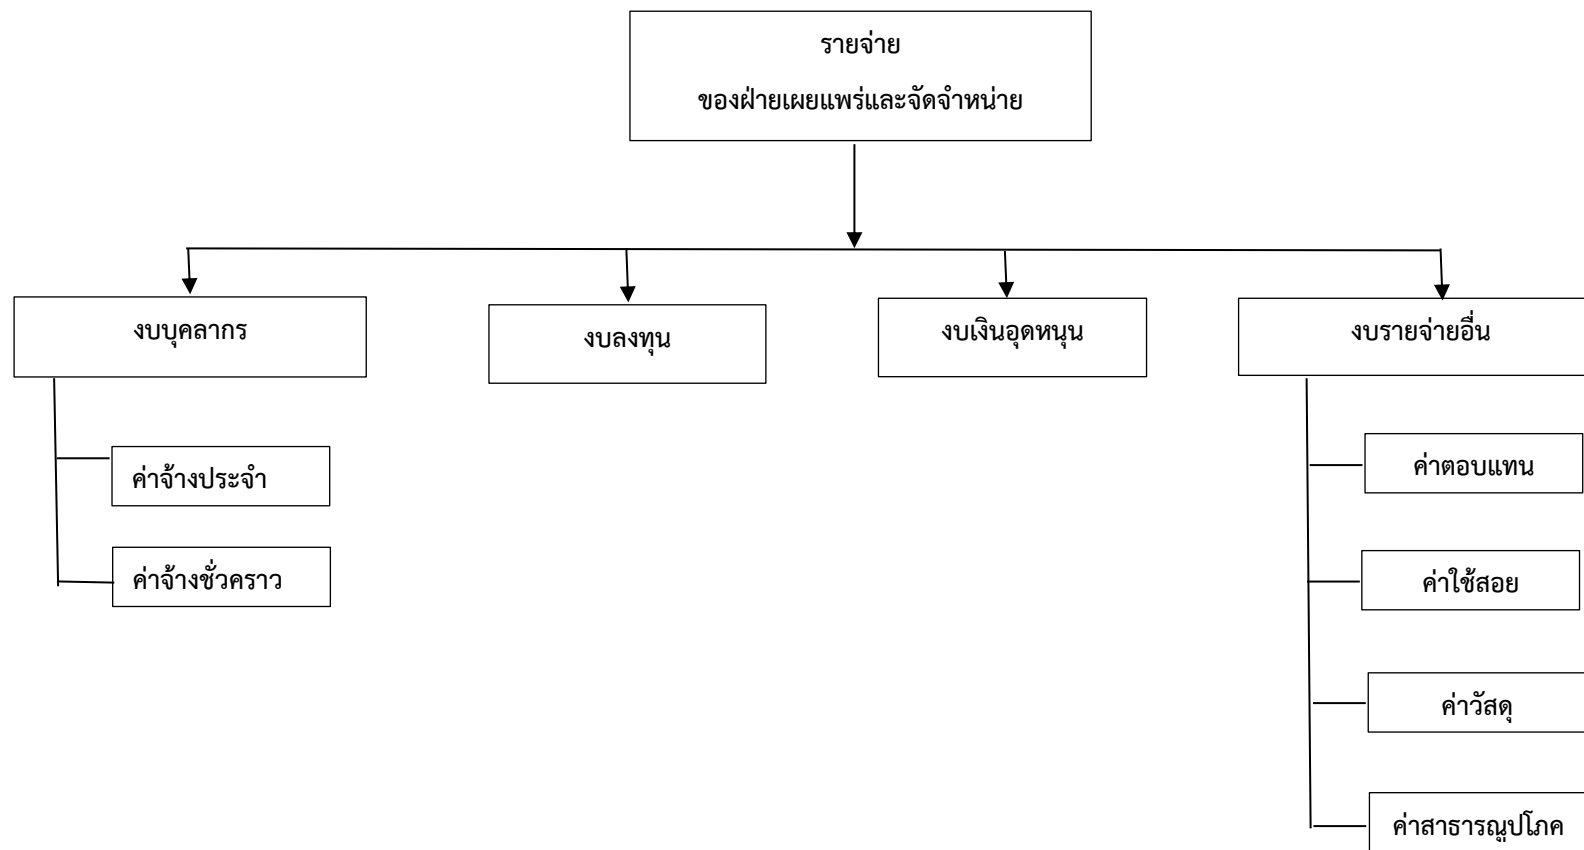 รายจ่าย
ของฝ่ายเผยแพร่และจัดจำหน่าย
งบบุคลากร
งบลงทุน
งบเงินอุดหนุน
งบรายจ่ายอื่น
ค่าจ้างประจำ
ค่าจ้างชั่วคราว
ค่าตอบแทน
ค่าใช้สอย
ค่าวัสดุ
ค่าสาธารณูปโภค